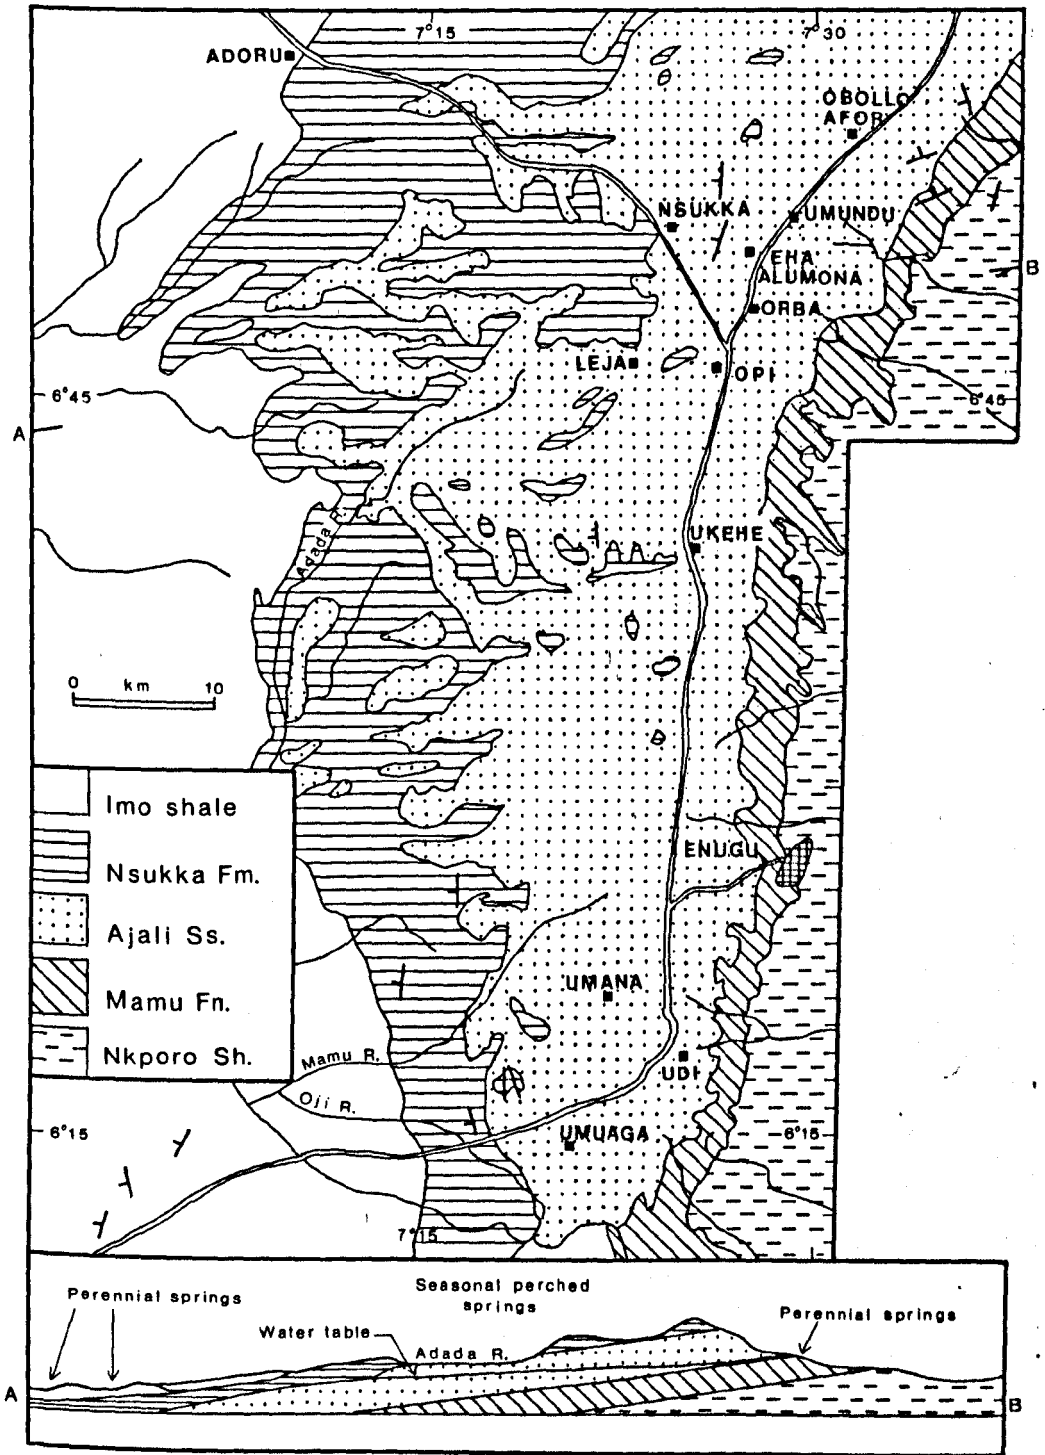 7°15
7°30
ADORU
OBOLLO
AFOR
NSUKKA
UMUNDU
EHA
ALUMONA
B
ORBA
LEJA
OPI
6°45
6°45
A
UKEHE
Adada R.
0 km 10
Imo shale
Nsukka Fm.
Ajali Ss.
Mamu Fn.
Nkporo Sh.
ENUGU
UMANA
Mamu R.
UDI
Oji R.
6°15
UMUAGA
6°15
7°15
Perennial springs
Seasonal perched
springs
Perennial springs
Water table
Adada R.
A
B